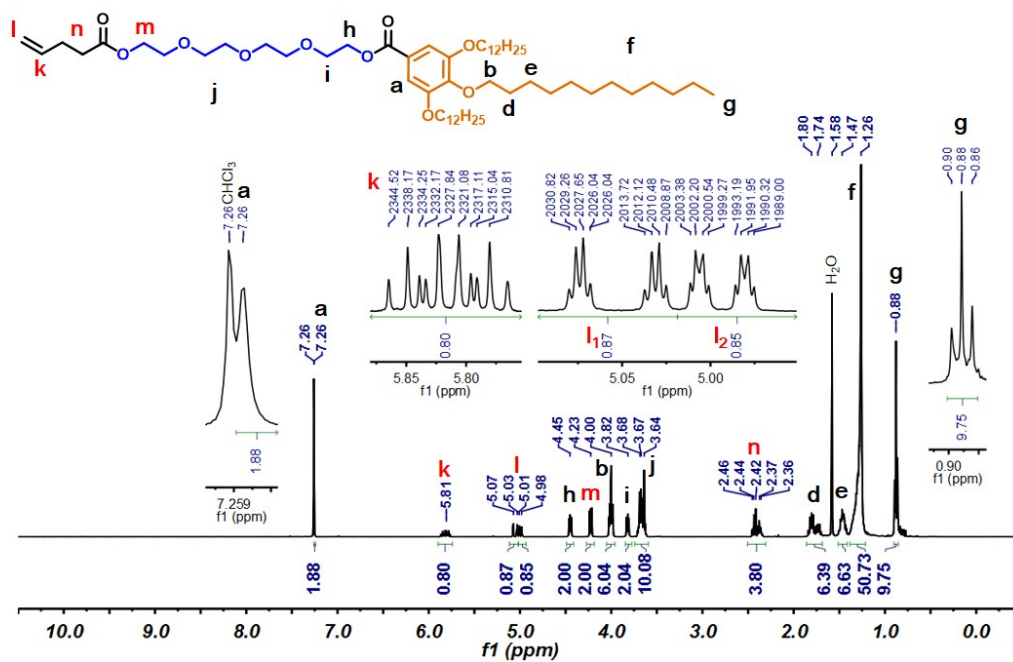 l
k
n
O
O
m
j
O
O
O
i
h
O
O
a
OC12H25
OC12H25
O
b
d
e
f
g
7.26 CHCl3
7.26
a
1.88
7.259
f1 (ppm)
k
2344.52
2338.17
2334.25
2332.17
2327.84
2321.08
2317.11
2315.04
2310.81
0.80
5.85 5.80
f1 (ppm)
2030.82
2029.26
2027.65
2026.04
2026.04
2013.72
2012.12
2010.48
2008.87
2003.38
2002.20
2000.54
1999.27
1993.19
1991.95
1990.32
1989.00
l1 0.87 l2 0.85
5.05 5.00
f1 (ppm)
1.80
1.74
1.58
1.47
1.26
f
H2O
g
0.88
g
0.90
0.88
0.86
9.75
0.90
f1 (ppm)
a
7.26
7.26
k
5.81
l
5.07
5.03
5.01
4.98
4.45
4.23
4.00
3.82
3.68
3.67
3.64
h m b i j
n
2.46
2.44
2.42
2.37
2.36
d e
1.88 0.80 0.87 0.85 2.00 2.00 6.04 2.04 10.08 3.80 6.39 6.63 50.73 9.75
10.0 9.0 8.0 7.0 6.0 5.0 4.0 3.0 2.0 1.0 0.0
f1 (ppm)